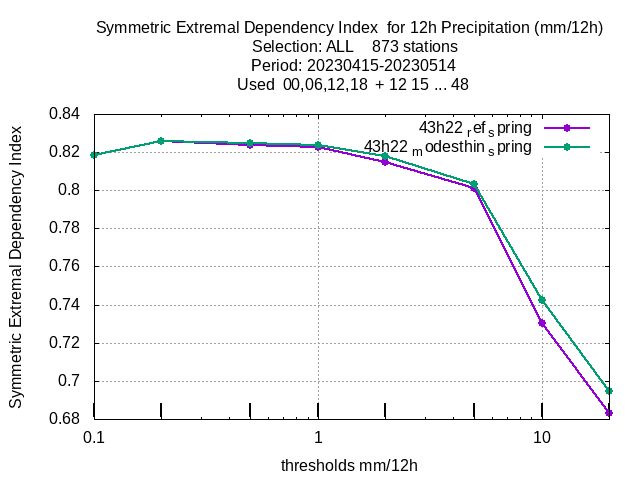 Symmetric Extremal Dependency Index for 12h Precipitation (mm/12h)
Selection: ALL 873 stations
Period: 20230415-20230514
Used 00,06,12,18 + 12 15 ... 48
43h22 ref spring
43h22 modesthin spring
Symmetric Extremal Dependency Index
0.84
0.82
0.8
0.78
0.76
0.74
0.72
0.7
0.68
0.1 1 10
thresholds mm/12h